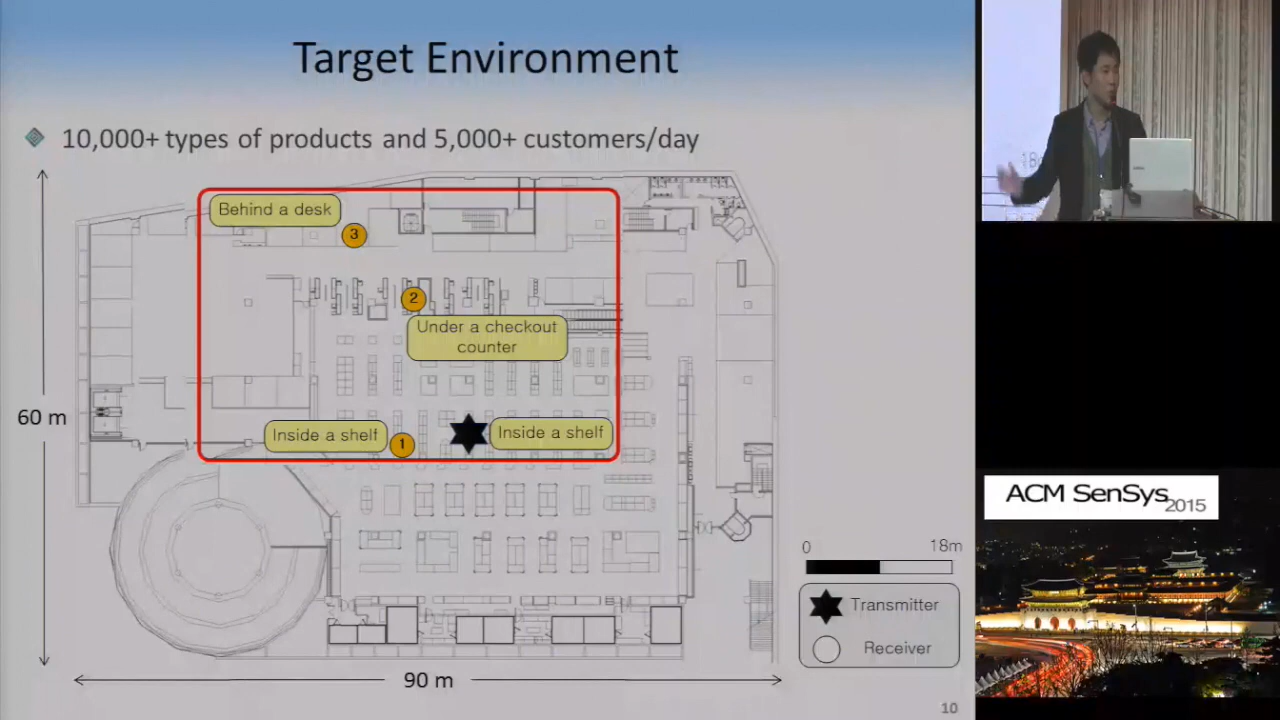 Target Environment
10,000+ types of products and 5,000+ customers/day
Behind a desk
3
2
Under a checkout
counter
60 m
Inside a shelf
1
Inside a shelf
0
18m
Transmitter
Receiver
90 m
10
ACM SenSys
2015